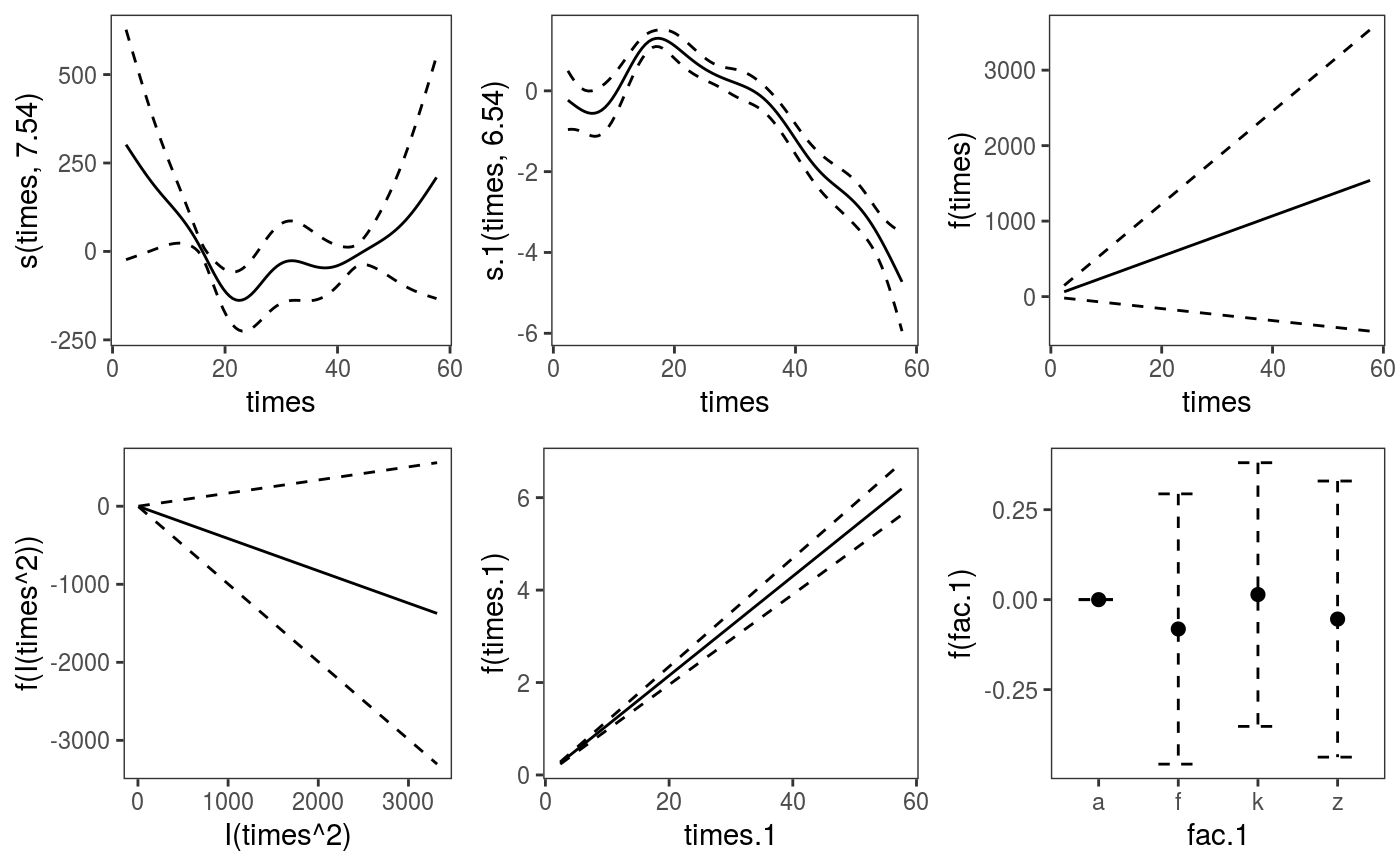 s(times, 7.54)
500
250
0
-250
0 20 40 60
times
s.1(times, 6.54)
0
-2
-4
-6
0 20 40 60
times
f(times)
3000
2000
1000
0
0 20 40 60
times
f(I(times^2))
0
-1000
-2000
-3000
0 1000 2000 3000
I(times^2)
f(times.1)
6
4
2
0
0 20 40 60
times.1
f(fac.1)
0.25
0.00
-0.25
a f k z
fac.1